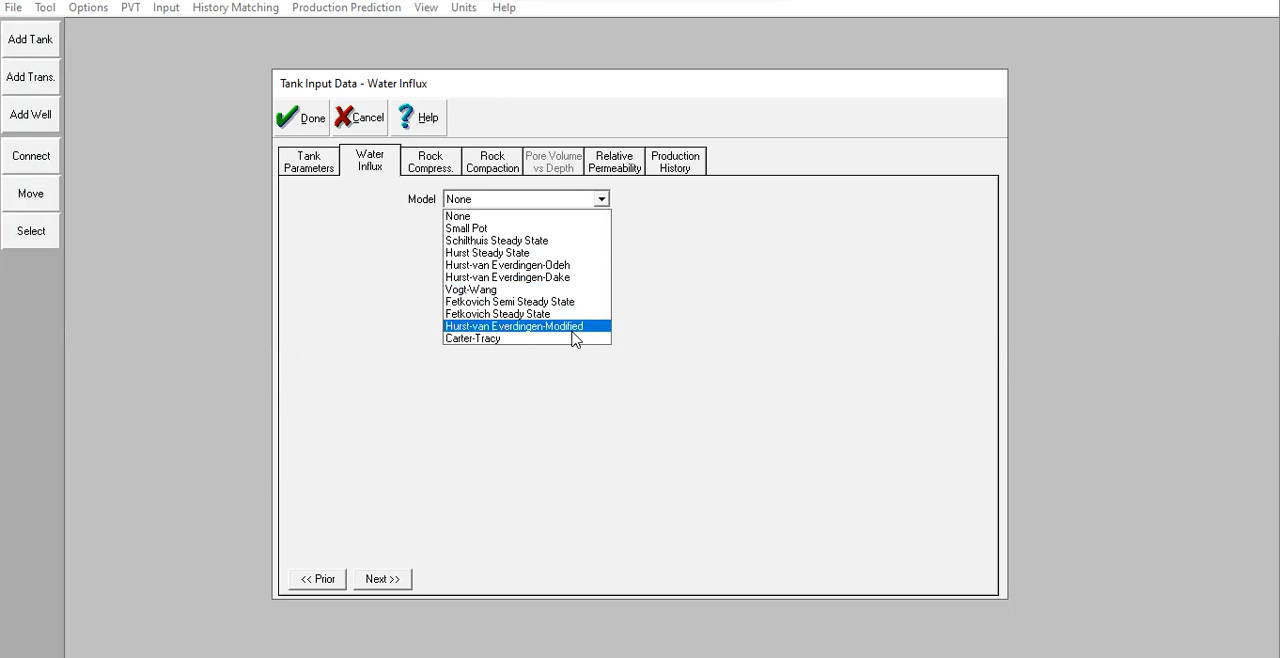 File Tool Options PVT Input History Matching Production Prediction View Units Help
Add Tank
Add Trans.
Add Well
Connect
Move
Select
Tank Input Data - Water Influx
Done Cancel Help
Tank Parameters
Water Influx
Rock Compress.
Rock Compaction
Pore Volume vs Depth
Relative Permeability
Production History
Model None
None
Small Pot
Schilthuis Steady State
Hurst Steady State
Hurst-van Everdingen-Odeh
Hurst-van Everdingen-Dake
Vogt-Wang
Fetkovich Semi Steady State
Fetkovich Steady State
Hurst-van Everdingen-Modified
Carter-Tracy
<< Prior Next >>